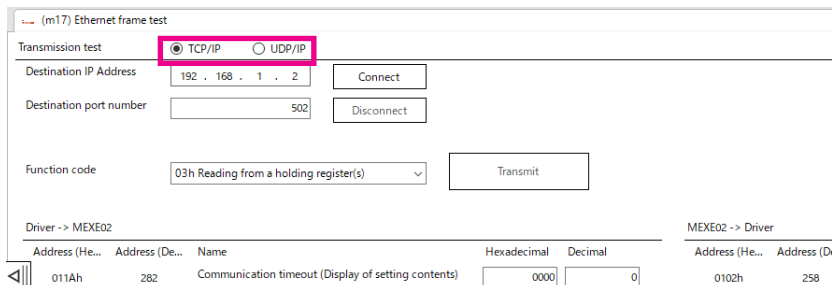 (m17) Ethernet frame test
Transmission test TCP/IP UDP/IP
Destination IP Address 192 . 168 . 1 . 2 Connect
Destination port number 502 Disconnect
Function code 03h Reading from a holding register(s) Transmit
Driver -> MEXE02 MEXE02 -> Driver
Address (He... Address (De... Name Hexadecimal Decimal Address (He... Address (De
011Ah 282 Communication timeout (Display of setting contents) 0000 0 0102h 258